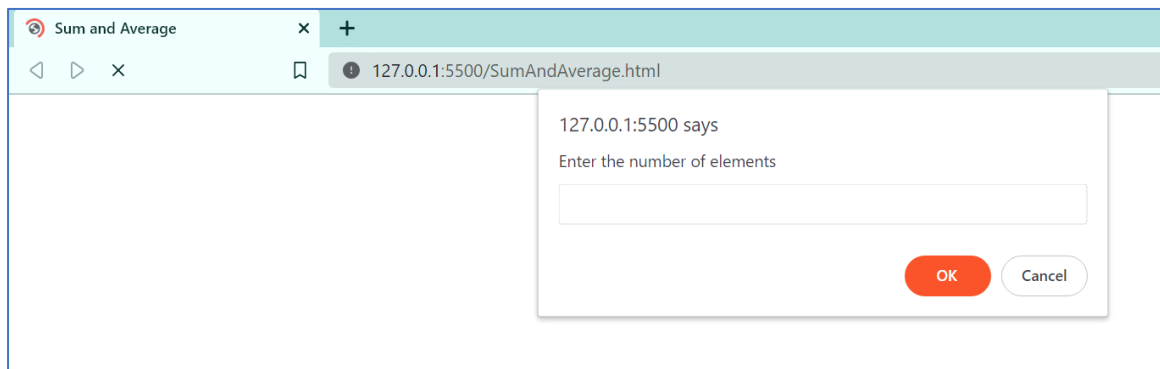 Sum and Average
127.0.0.1:5500/SumAndAverage.html
127.0.0.1:5500 says
Enter the number of elements
OK Cancel